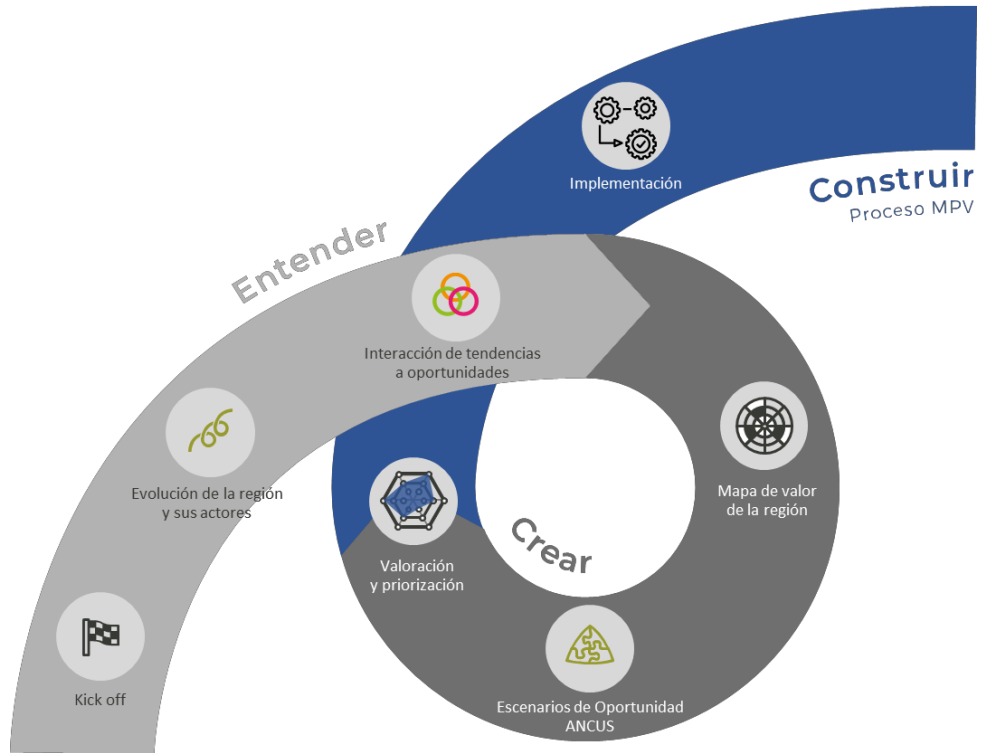 Implementación
Construir
Proceso MPV
Entender
Interacción de tendencias
a oportunidades
Evolución de la región
y sus actores
Mapa de valor
de la región
Crear
Valoración
y priorización
Kick off
Escenarios de Oportunidad
ANCUS